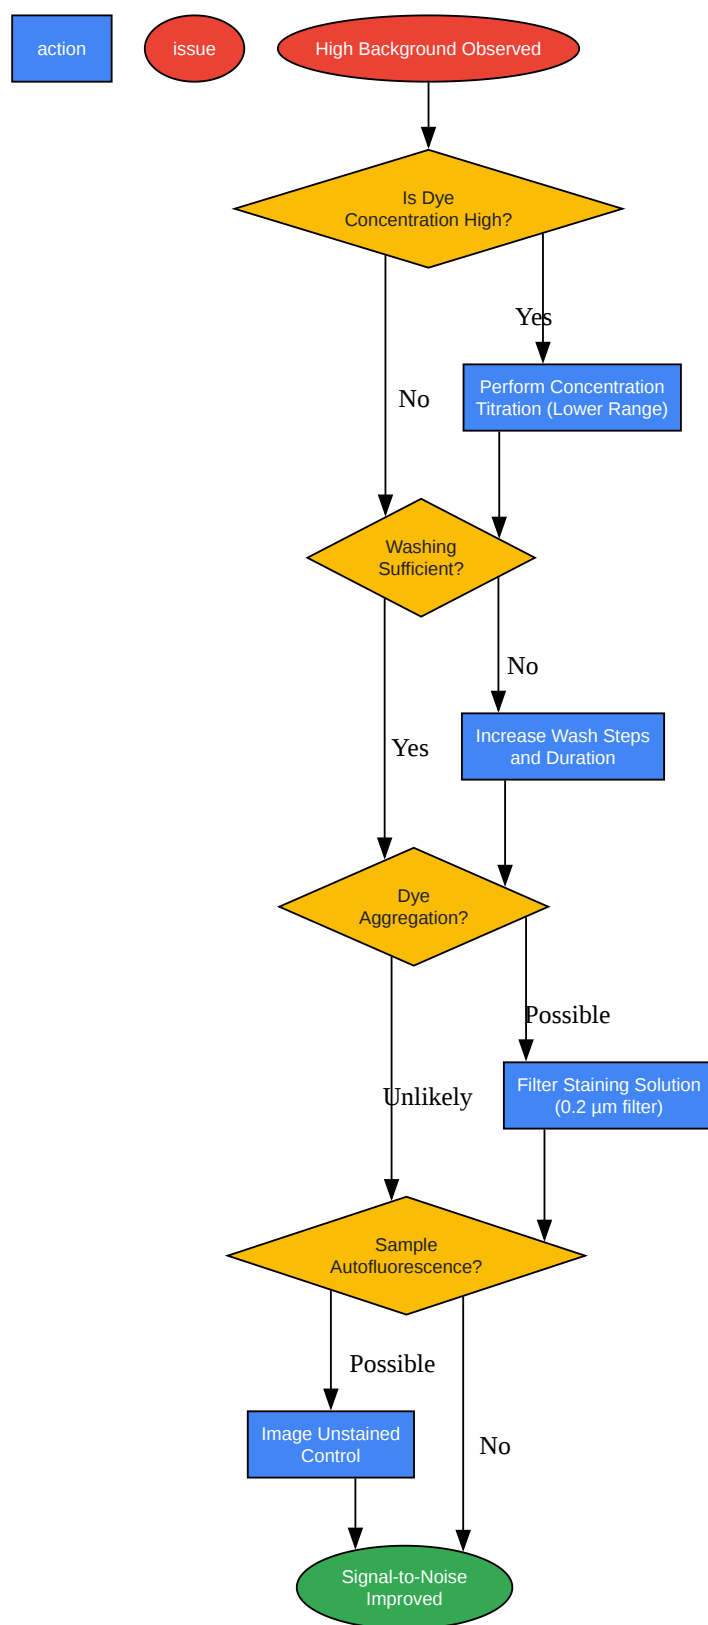 action
issue
High Background Observed
Is Dye
Concentration High?
Yes
No
Perform Concentration
Titration (Lower Range)
Washing
Sufficient?
No
Yes
Increase Wash Steps
and Duration
Dye
Aggregation?
Possible
Unlikely
Filter Staining Solution
(0.2 µm filter)
Sample
Autofluorescence?
Possible
No
Image Unstained
Control
Signal-to-Noise
Improved